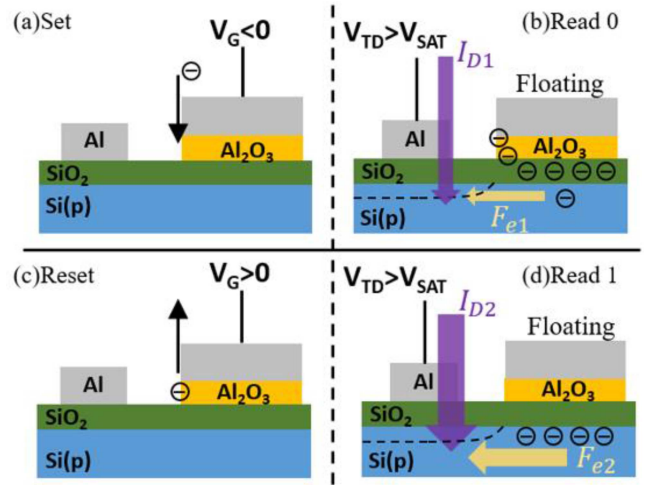 (a)Set
V_G<0
⊖
Al
Al₂O₃
SiO₂
Si(p)
(b)Read 0
V_TD>V_SAT
I_D1
Floating
Al
⊖
⊖
Al₂O₃
SiO₂
⊖ ⊖ ⊖ ⊖
Si(p)
F_e1
⊖
(c)Reset
V_G>0
Al
⊖
Al₂O₃
SiO₂
Si(p)
(d)Read 1
V_TD>V_SAT
I_D2
Floating
Al
Al₂O₃
SiO₂
⊖ ⊖ ⊖ ⊖
Si(p)
F_e2